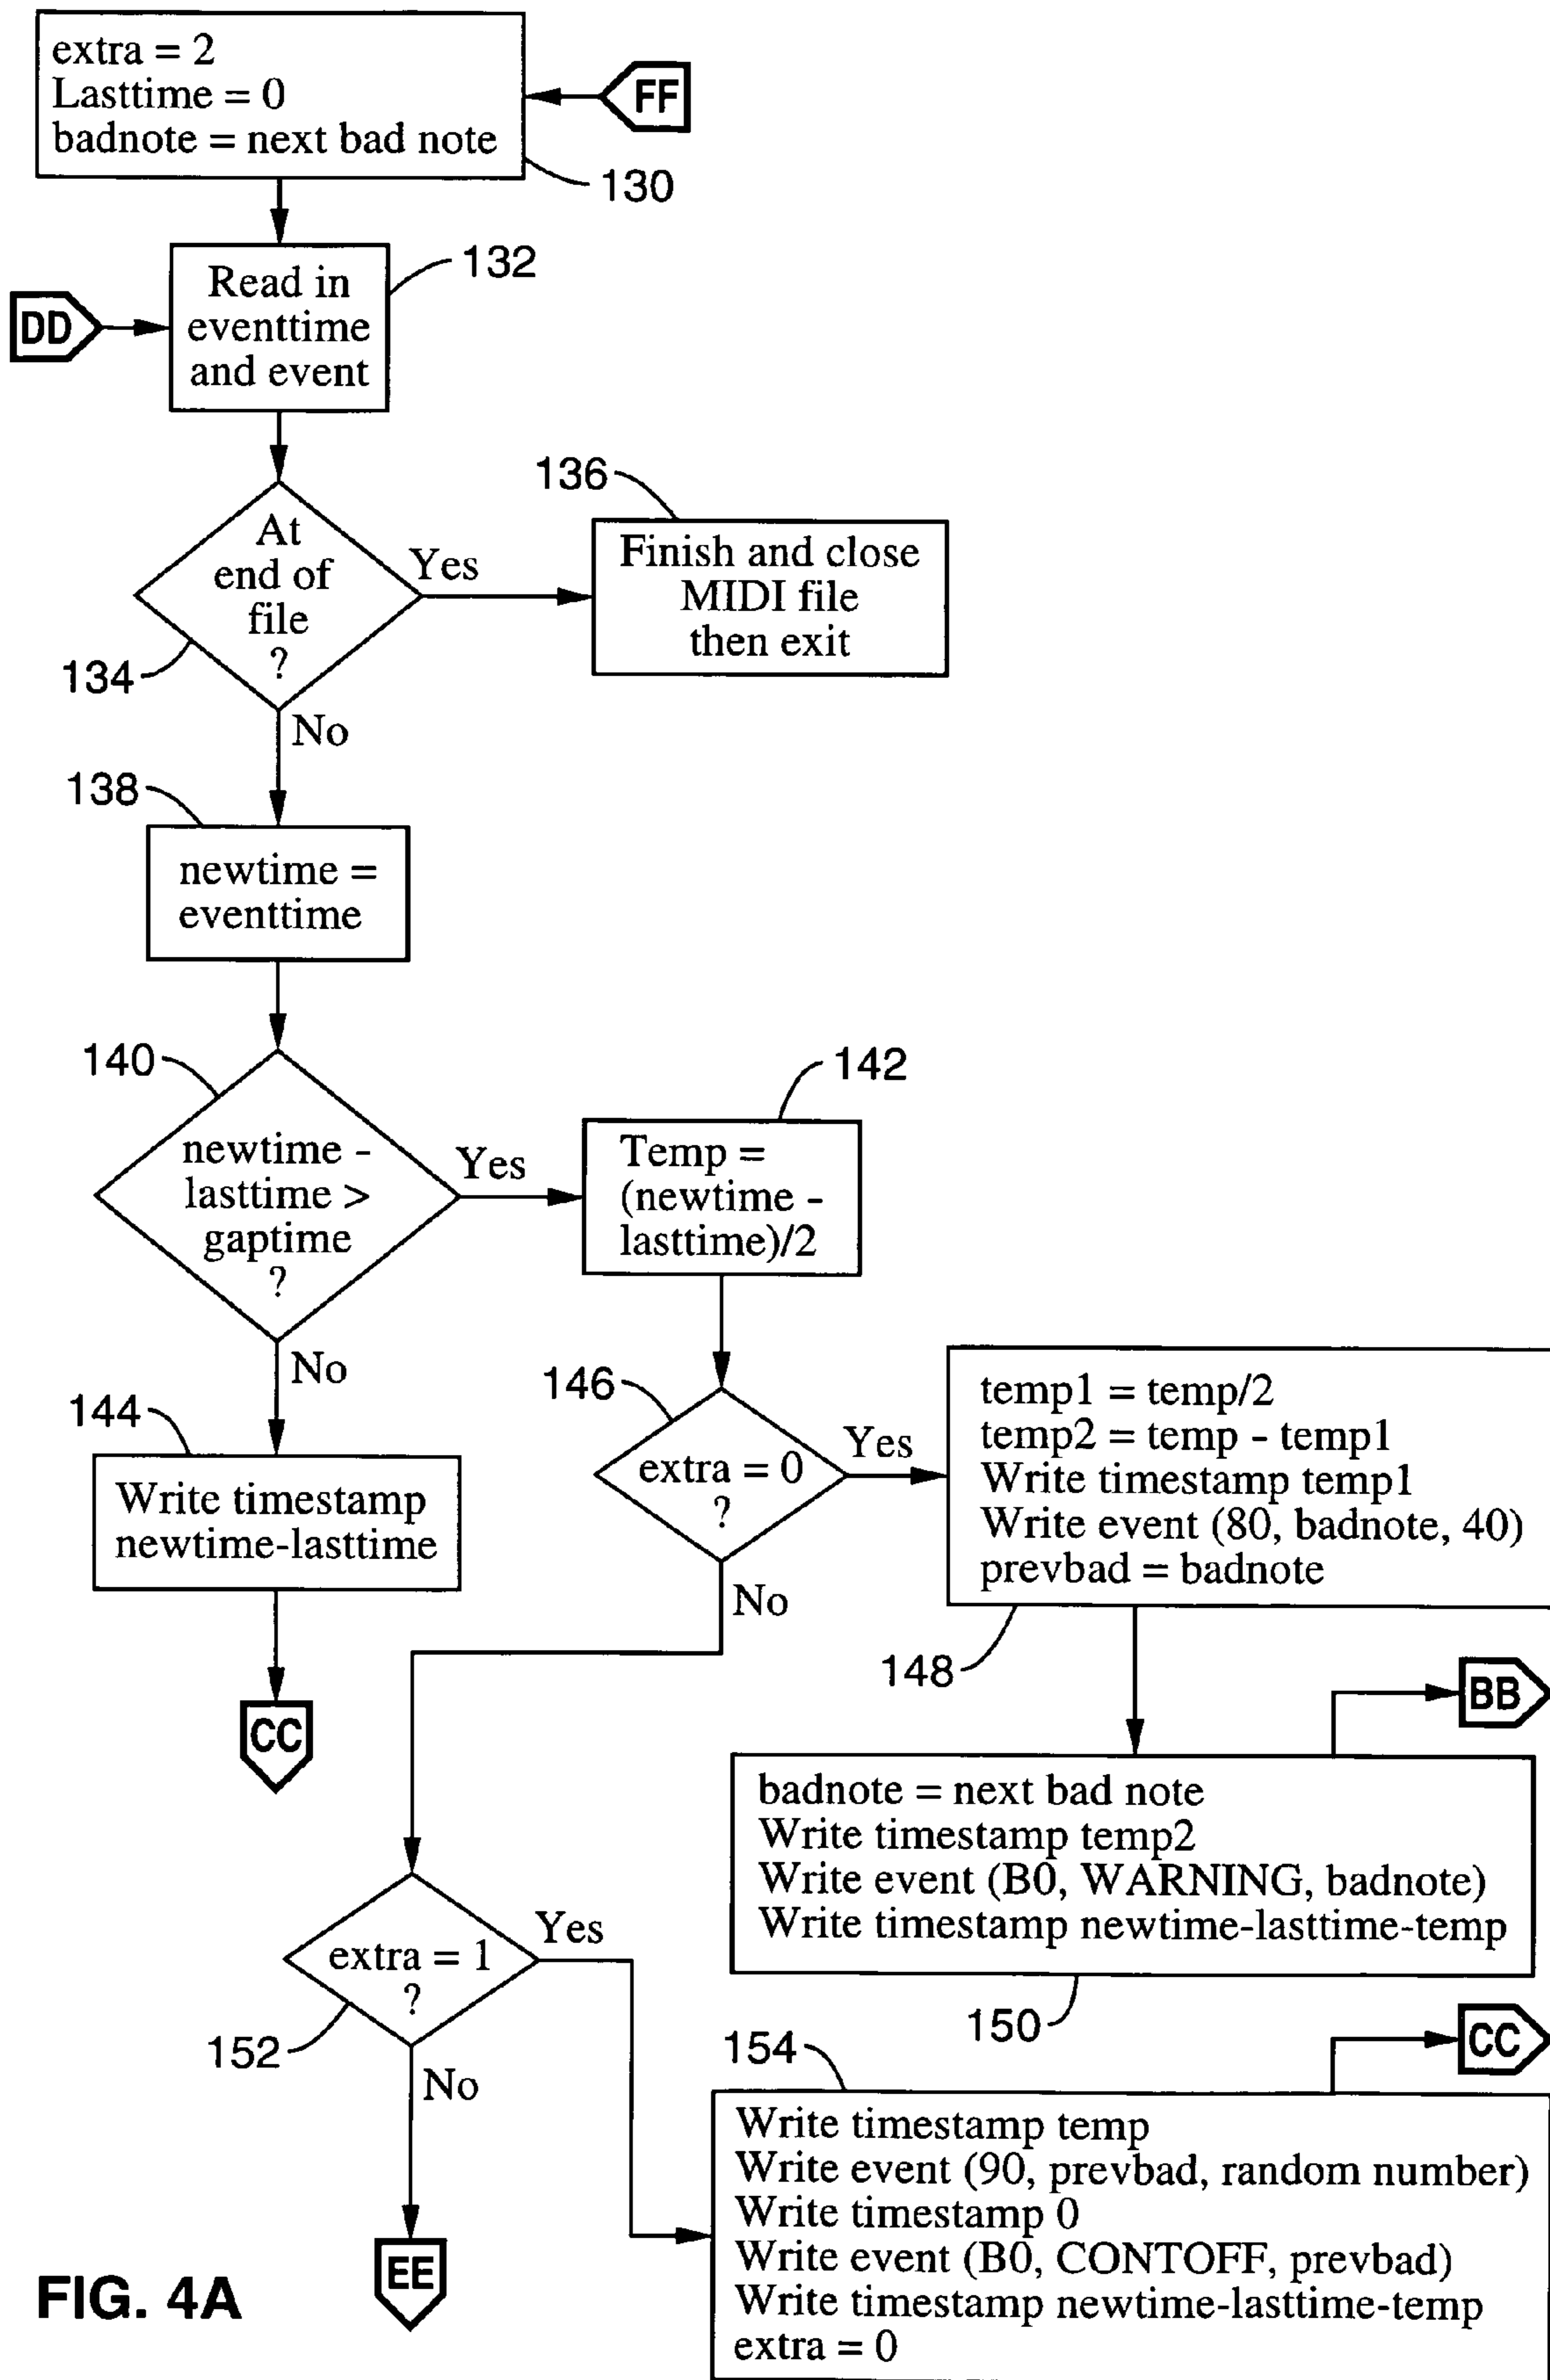 extra = 2
Lasttime = 0
badnote = next bad note
FF
130
Read in
eventtime
and event
132
DD
At
end of
file
?
134
Yes
136
Finish and close
MIDI file
then exit
No
138
newtime =
eventtime
140
newtime -
lasttime >
gaptime
?
Yes
142
Temp =
(newtime -
lasttime)/2
No
144
Write timestamp
newtime-lasttime
CC
146
extra = 0
?
Yes
temp1 = temp/2
temp2 = temp - temp1
Write timestamp temp1
Write event (80, badnote, 40)
prevbad = badnote
148
No
BB
badnote = next bad note
Write timestamp temp2
Write event (B0, WARNING, badnote)
Write timestamp newtime-lasttime-temp
150
extra = 1
?
152
Yes
No
154
CC
Write timestamp temp
Write event (90, prevbad, random number)
Write timestamp 0
Write event (B0, CONTOFF, prevbad)
Write timestamp newtime-lasttime-temp
extra = 0
EE
FIG. 4A